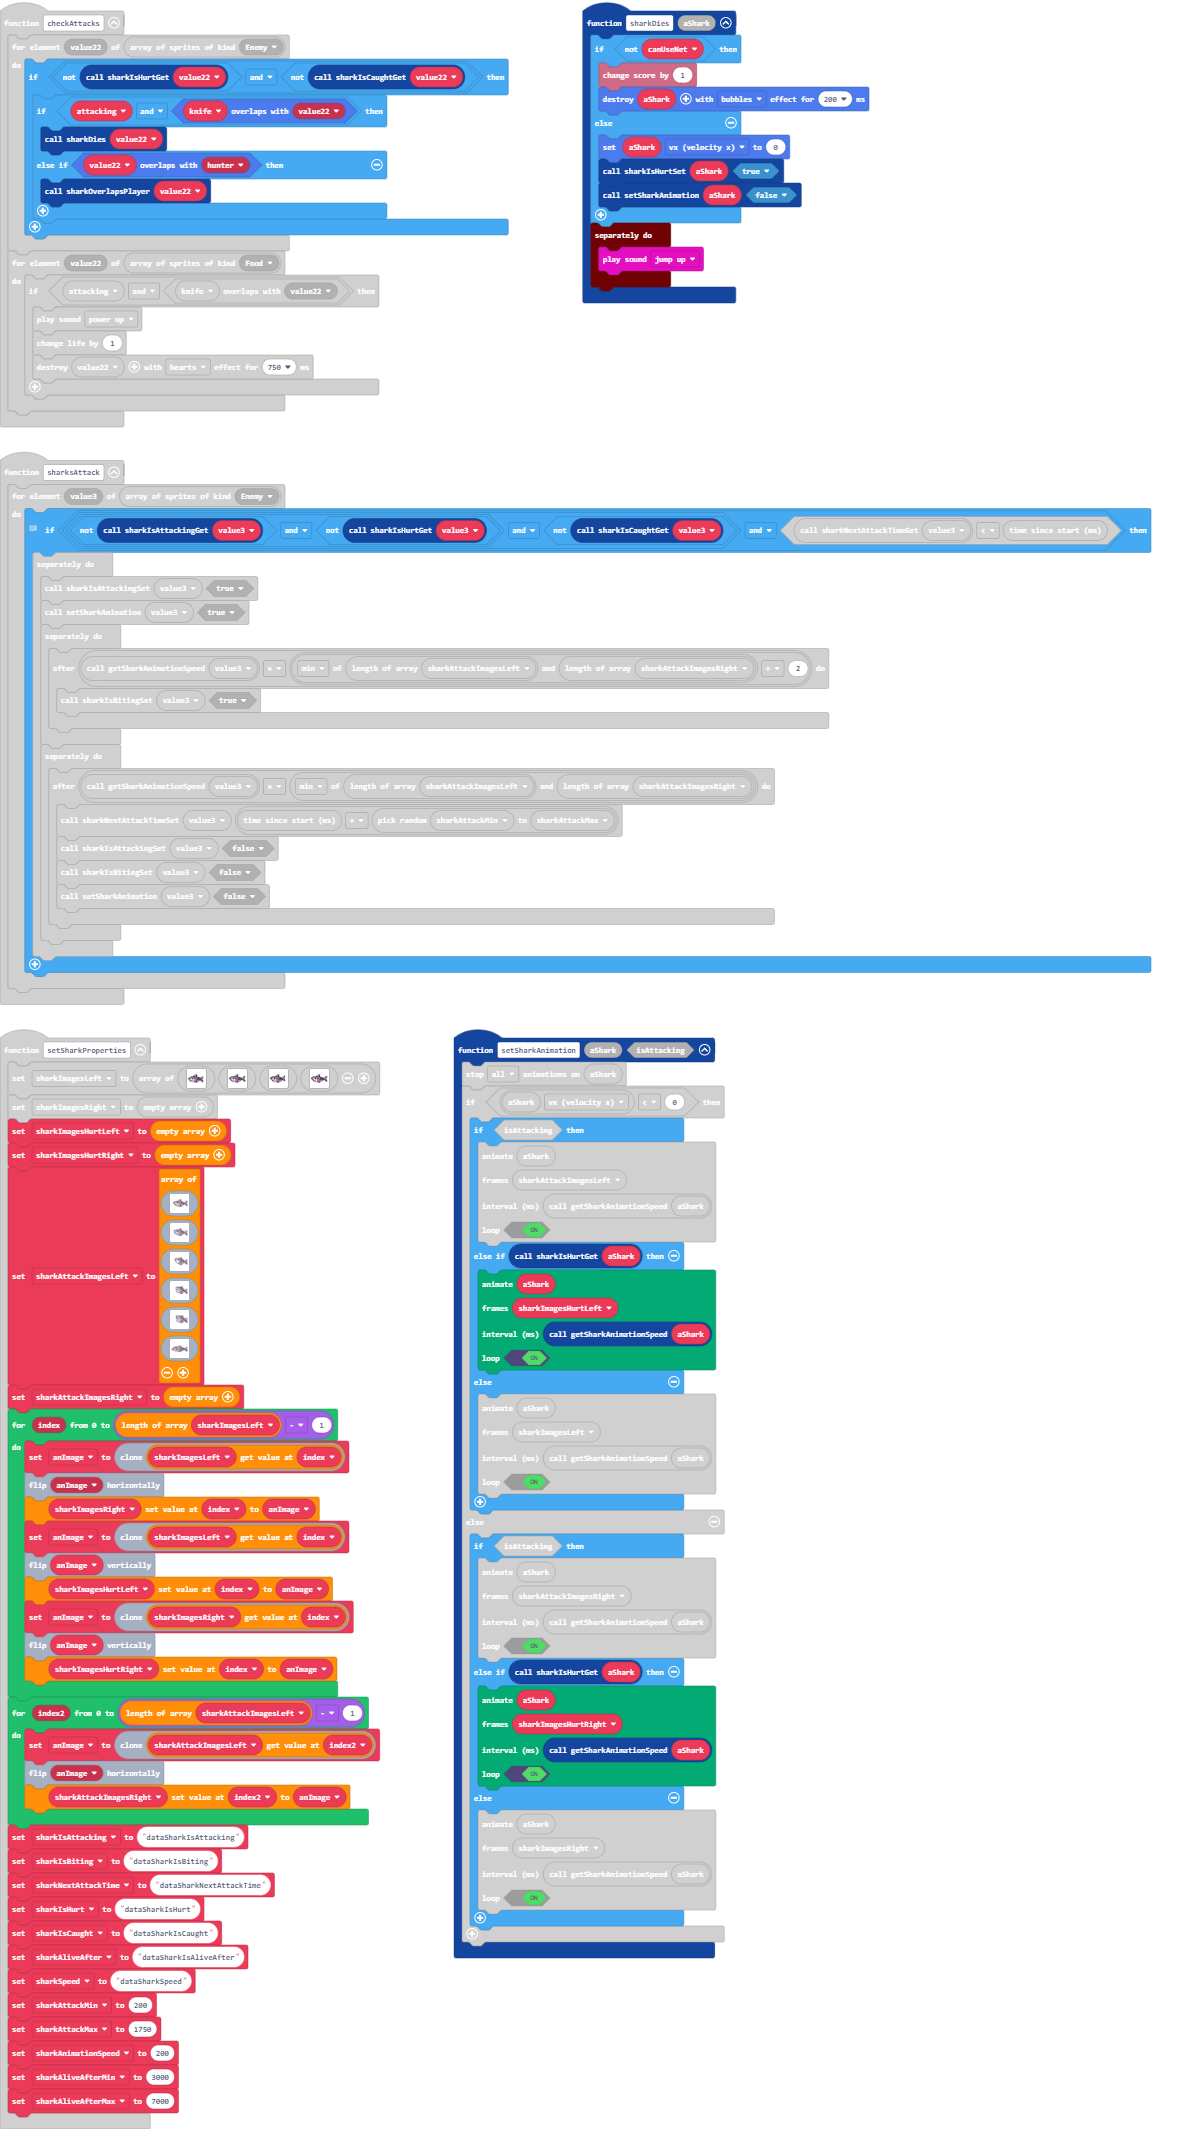 function checkAttacks
for element value22 of array of sprites of kind Enemy
do
if not call sharkIsHurtGet value22 and not call sharkIsCaughtGet value22 then
if attacking and knife overlaps with value22 then
call sharkDies value22
else if value22 overlaps with hunter then
call sharkOverlapsPlayer value22
for element value22 of array of sprites of kind Food
do
if attacking and knife overlaps with value22 then
play sound power up
change life by 1
destroy value22 with hearts effect for 750 ms
function sharkDies aShark
if not canUseNet then
change score by 1
destroy aShark with bubbles effect for 200 ms
else
set aShark vx (velocity x) to 0
call sharkIsHurtSet aShark true
call setSharkAnimation aShark false
separately do
play sound jump up
function sharksAttack
for element value3 of array of sprites of kind Enemy
do
if not call sharkIsAttackingGet value3 and not call sharkIsHurtGet value3 and not call sharkIsCaughtGet value3 and call sharkNextAttackTimeGet value3 < time since start (ms) then
separately do
call sharkIsAttackingSet value3 true
call setSharkAnimation value3 true
separately do
after call getSharkAnimationSpeed value3 × min of length of array sharkAttackImagesLeft and length of array sharkAttackImagesRight ÷ 2 do
call sharkIsBitingSet value3 true
separately do
after call getSharkAnimationSpeed value3 × min of length of array sharkAttackImagesLeft and length of array sharkAttackImagesRight do
call sharkNextAttackTimeSet value3 time since start (ms) + pick random sharkAttackMin to sharkAttackMax
call sharkIsAttackingSet value3 false
call sharkIsBitingSet value3 false
call setSharkAnimation value3 false
function setSharkProperties
set sharkImagesLeft to array of
set sharkImagesRight to empty array
set sharkImagesHurtLeft to empty array
set sharkImagesHurtRight to empty array
array of
set sharkAttackImagesLeft to
set sharkAttackImagesRight to empty array
for index from 0 to length of array sharkImagesLeft - 1
do
set anImage to clone sharkImagesLeft get value at index
flip anImage horizontally
sharkImagesRight set value at index to anImage
set anImage to clone sharkImagesLeft get value at index
flip anImage vertically
sharkImagesHurtLeft set value at index to anImage
set anImage to clone sharkImagesRight get value at index
flip anImage vertically
sharkImagesHurtRight set value at index to anImage
for index2 from 0 to length of array sharkAttackImagesLeft - 1
do
set anImage to clone sharkAttackImagesLeft get value at index2
flip anImage horizontally
sharkAttackImagesRight set value at index2 to anImage
set sharkIsAttacking to "dataSharkIsAttacking"
set sharkIsBiting to "dataSharkIsBiting"
set sharkNextAttackTime to "dataSharkNextAttackTime"
set sharkIsHurt to "dataSharkIsHurt"
set sharkIsCaught to "dataSharkIsCaught"
set sharkAliveAfter to "dataSharkIsAliveAfter"
set sharkSpeed to "dataSharkSpeed"
set sharkAttackMin to 200
set sharkAttackMax to 1750
set sharkAnimationSpeed to 200
set sharkAliveAfterMin to 3000
set sharkAliveAfterMax to 7000
function setSharkAnimation aShark isAttacking
stop all animations on aShark
if aShark vx (velocity x) < 0 then
if isAttacking then
animate aShark
frames sharkAttackImagesLeft
interval (ms) call getSharkAnimationSpeed aShark
loop ON
else if call sharkIsHurtGet aShark then
animate aShark
frames sharkImagesHurtLeft
interval (ms) call getSharkAnimationSpeed aShark
loop ON
else
animate aShark
frames sharkImagesLeft
interval (ms) call getSharkAnimationSpeed aShark
loop ON
else
if isAttacking then
animate aShark
frames sharkAttackImagesRight
interval (ms) call getSharkAnimationSpeed aShark
loop ON
else if call sharkIsHurtGet aShark then
animate aShark
frames sharkImagesHurtRight
interval (ms) call getSharkAnimationSpeed aShark
loop ON
else
animate aShark
frames sharkImagesRight
interval (ms) call getSharkAnimationSpeed aShark
loop ON